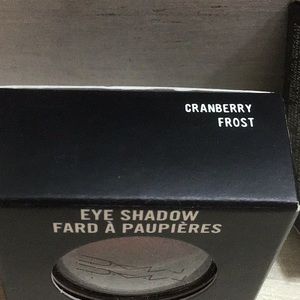 CRANBERRY
FROST
EYE SHADOW
FARD À PAUPIÈRES